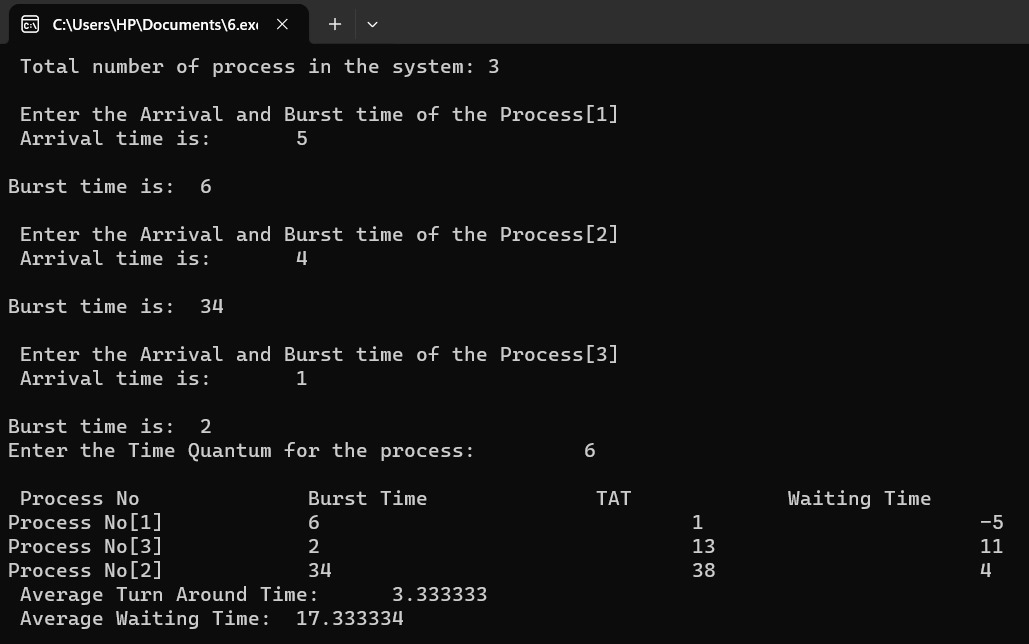 C:\Users\HP\Documents\6.exe
Total number of process in the system: 3
Enter the Arrival and Burst time of the Process[1]
Arrival time is: 5
Burst time is: 6
Enter the Arrival and Burst time of the Process[2]
Arrival time is: 4
Burst time is: 34
Enter the Arrival and Burst time of the Process[3]
Arrival time is: 1
Burst time is: 2
Enter the Time Quantum for the process: 6
Process No Burst Time TAT Waiting Time
Process No[1] 6 1 -5
Process No[3] 2 13 11
Process No[2] 34 38 4
Average Turn Around Time: 3.333333
Average Waiting Time: 17.333334